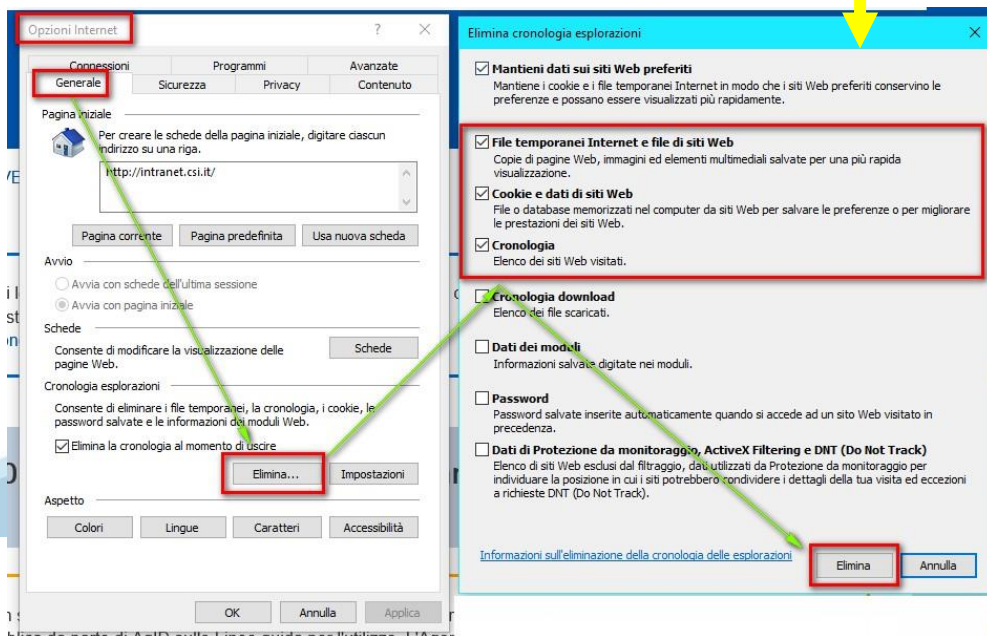 Opzioni Internet
Connessioni Programmi Avanzate
Generale Sicurezza Privacy Contenuto
Pagina iniziale
Per creare le schede della pagina iniziale, digitare ciascun
indirizzo su una riga.
http://intranet.csi.it/
Pagina corrente Pagina predefinita Usa nuova scheda
Avvio
Avvia con schede dell'ultima sessione
Avvia con pagina iniziale
Schede
Consente di modificare la visualizzazione delle
pagine Web.
Schede
Cronologia esplorazioni
Consente di eliminare i file temporanei, la cronologia, i cookie, le
password salvate e le informazioni dei moduli Web.
Elimina la cronologia al momento di uscire
Elimina... Impostazioni
Aspetto
Colori Lingue Caratteri Accessibilità
OK Annulla Applica
Elimina cronologia esplorazioni
Mantieni dati sui siti Web preferiti
Mantiene i cookie e i file temporanei Internet in modo che i siti Web preferiti conservino le
preferenze e possano essere visualizzati più rapidamente.
File temporanei Internet e file di siti Web
Copie di pagine Web, immagini ed elementi multimediali salvate per una più rapida
visualizzazione.
Cookie e dati di siti Web
File o database memorizzati nel computer da siti Web per salvare le preferenze o per migliorare
le prestazioni dei siti Web.
Cronologia
Elenco dei siti Web visitati.
Cronologia download
Elenco dei file scaricati.
Dati dei moduli
Informazioni salvate digitate nei moduli.
Password
Password salvate inserite automaticamente quando si accede ad un sito Web visitato in
precedenza.
Dati di Protezione da monitoraggio, ActiveX Filtering e DNT (Do Not Track)
Elenco di siti Web esclusi dal filtraggio, dati utilizzati da Protezione da monitoraggio per
individuare la posizione in cui i siti potrebbero condividere i dettagli della tua visita ed eccezioni
a richieste DNT (Do Not Track).
Informazioni sull'eliminazione della cronologia delle esplorazioni
Elimina Annulla